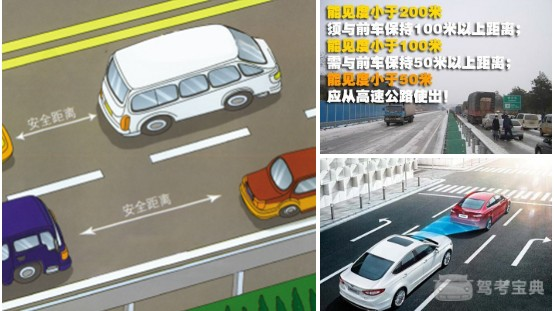 安全距离
安全距离
能见度小于200米
须与前车保持100米以上距离；
能见度小于100米
需与前车保持50米以上距离；
能见度小于50米
应从高速公路使出！
驾考宝典